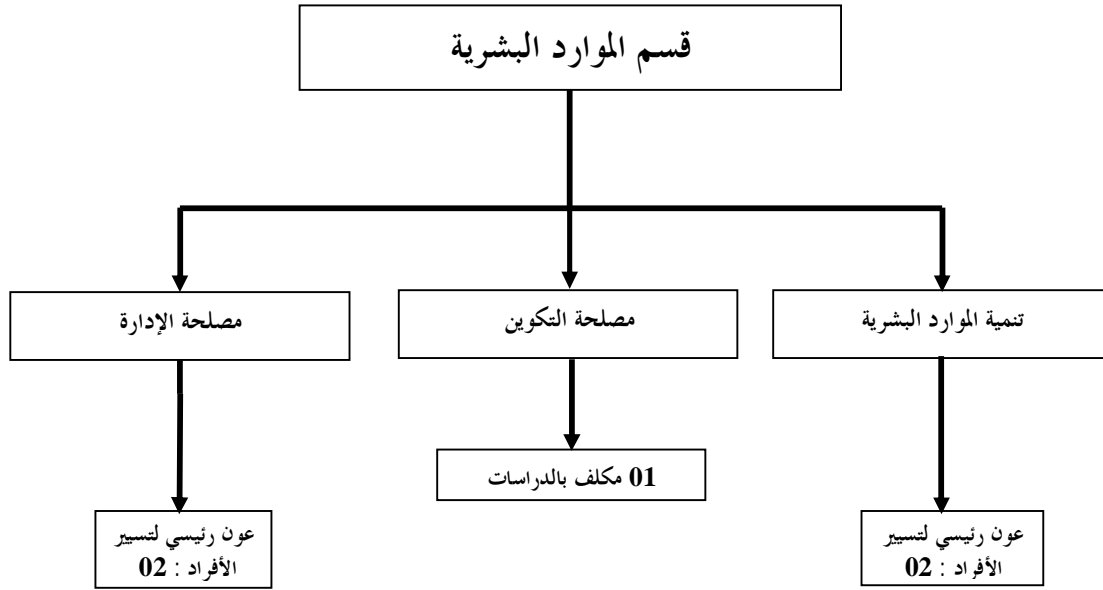 قسم الموارد البشرية
تنمية الموارد البشرية
مصلحة التكوين
مصلحة الإدارة
01 مكلف بالدراسات
عون رئيسي لتسيير
الأفراد : 02
عون رئيسي لتسيير
الأفراد : 02